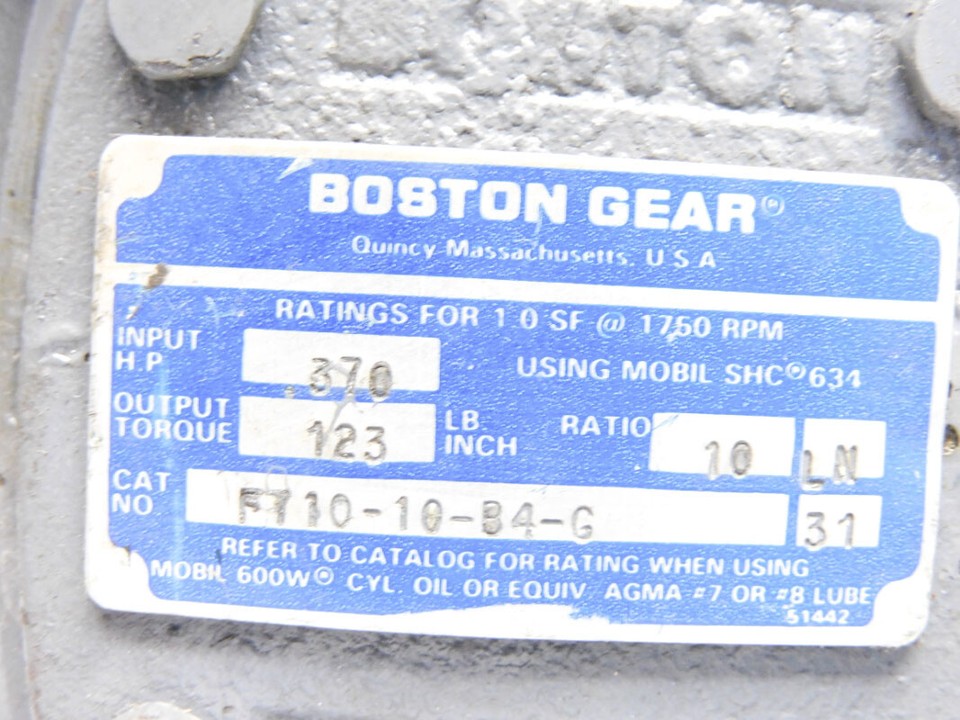 BOSTON GEAR®
Quincy Massachusetts, U S A
RATINGS FOR 1.0 SF @ 1750 RPM
INPUT H.P. .370
USING MOBIL SHC®634
OUTPUT TORQUE 123 LB. INCH
RATIO 10 LN
CAT NO. F710-10-B4-G 31
REFER TO CATALOG FOR RATING WHEN USING
MOBIL 600W® CYL. OIL OR EQUIV. AGMA #7 OR #8 LUBE
51442